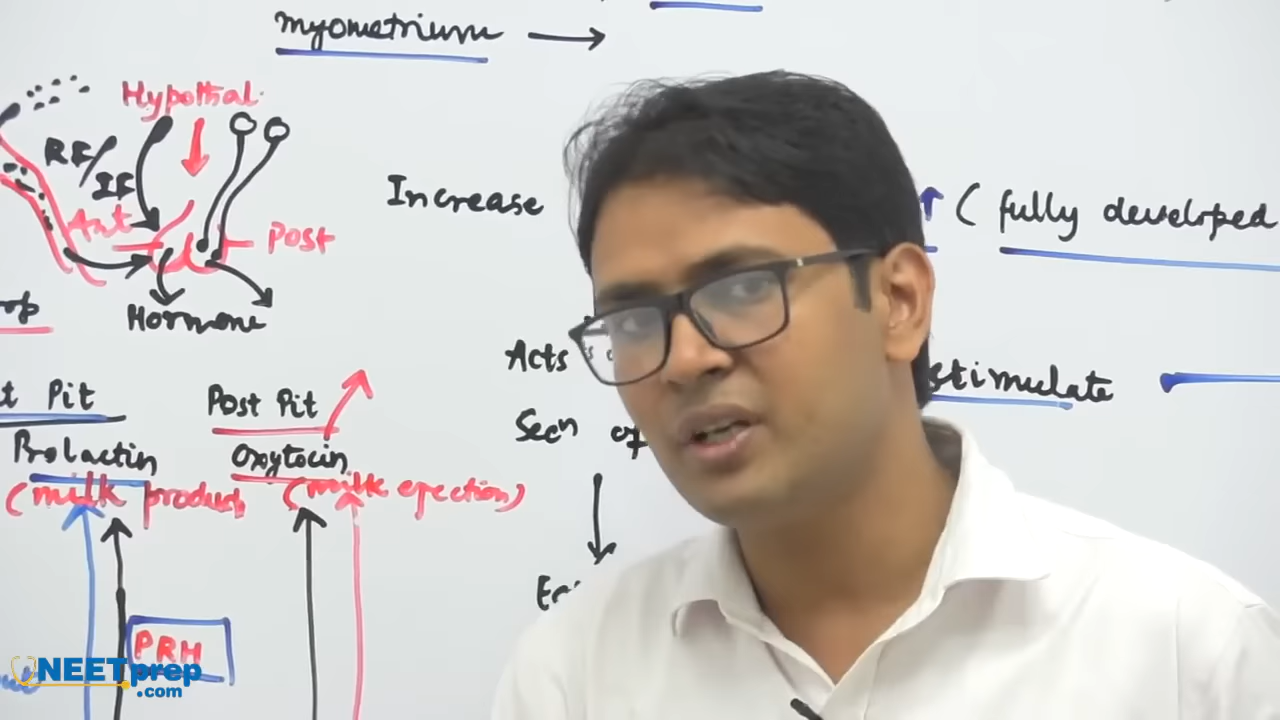 myometrium
Hypothal.
RF/
IF
Ant
Post
Increase
↑ ( fully developed
Hormone
Acts
stimulate
Pit
Post Pit
Secn of
Prolactin
Oxytocin
(milk product
(milk ejection)
PRH
NEETprep
.com